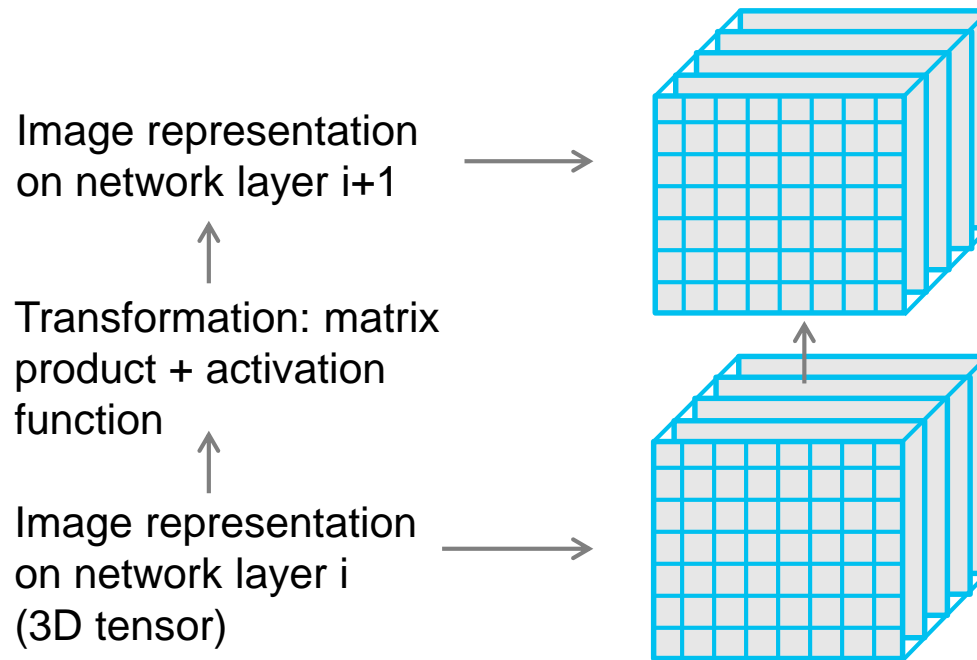 Image representation
on network layer i+1
Transformation: matrix
product + activation
function
Image representation
on network layer i
(3D tensor)